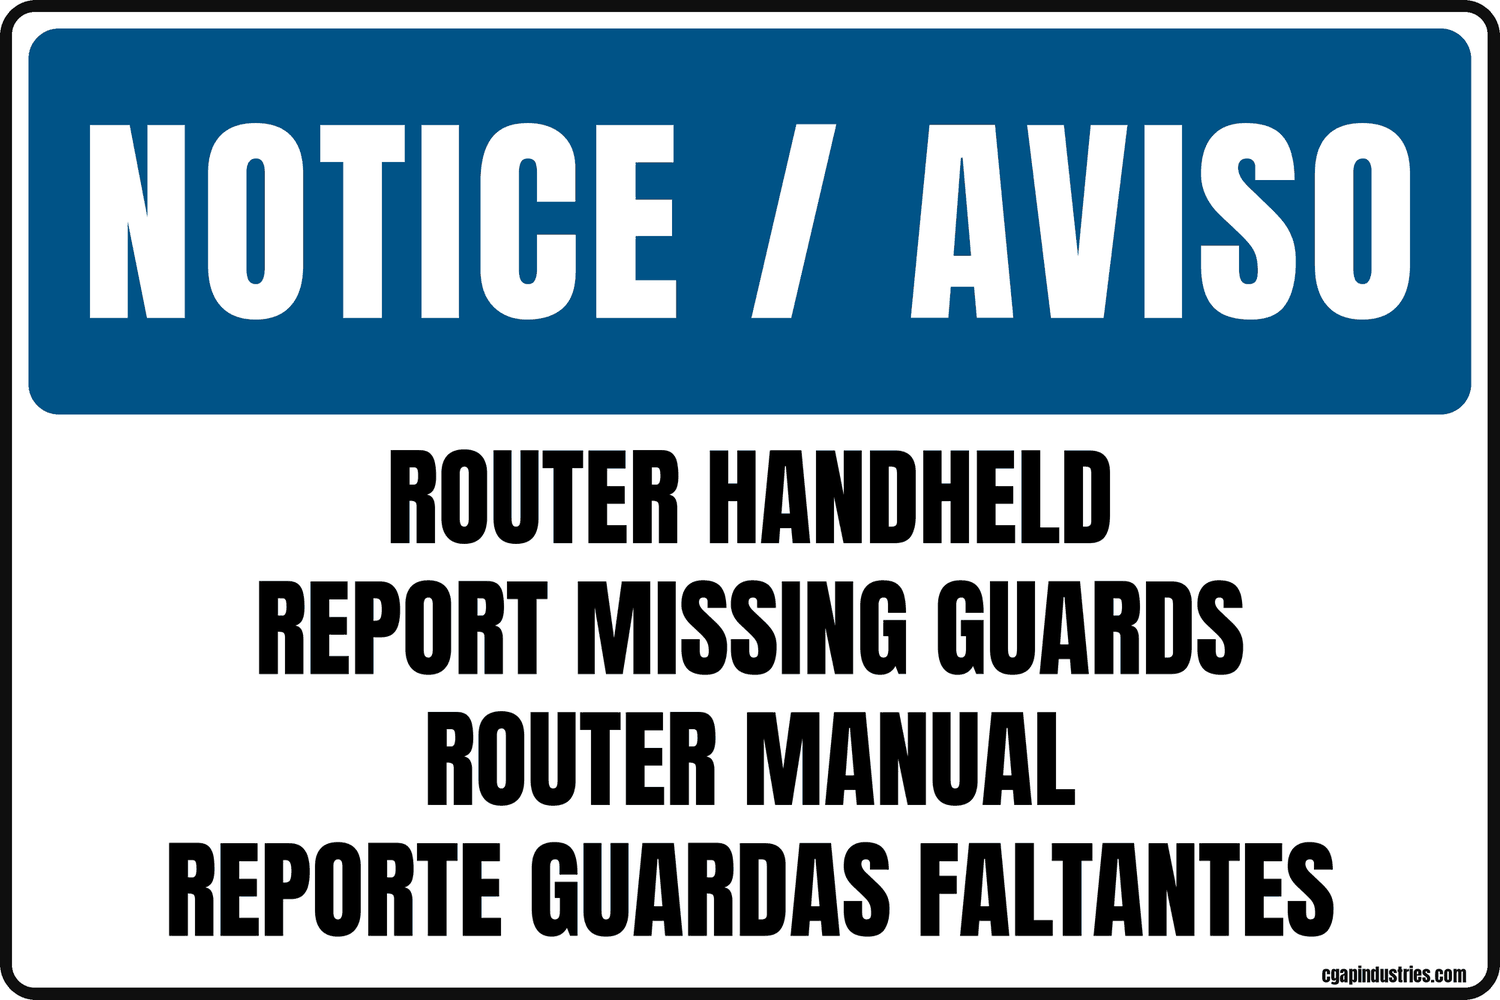 NOTICE / AVISO
ROUTER HANDHELD
REPORT MISSING GUARDS
ROUTER MANUAL
REPORTE GUARDAS FALTANTES
cgapindustries.com